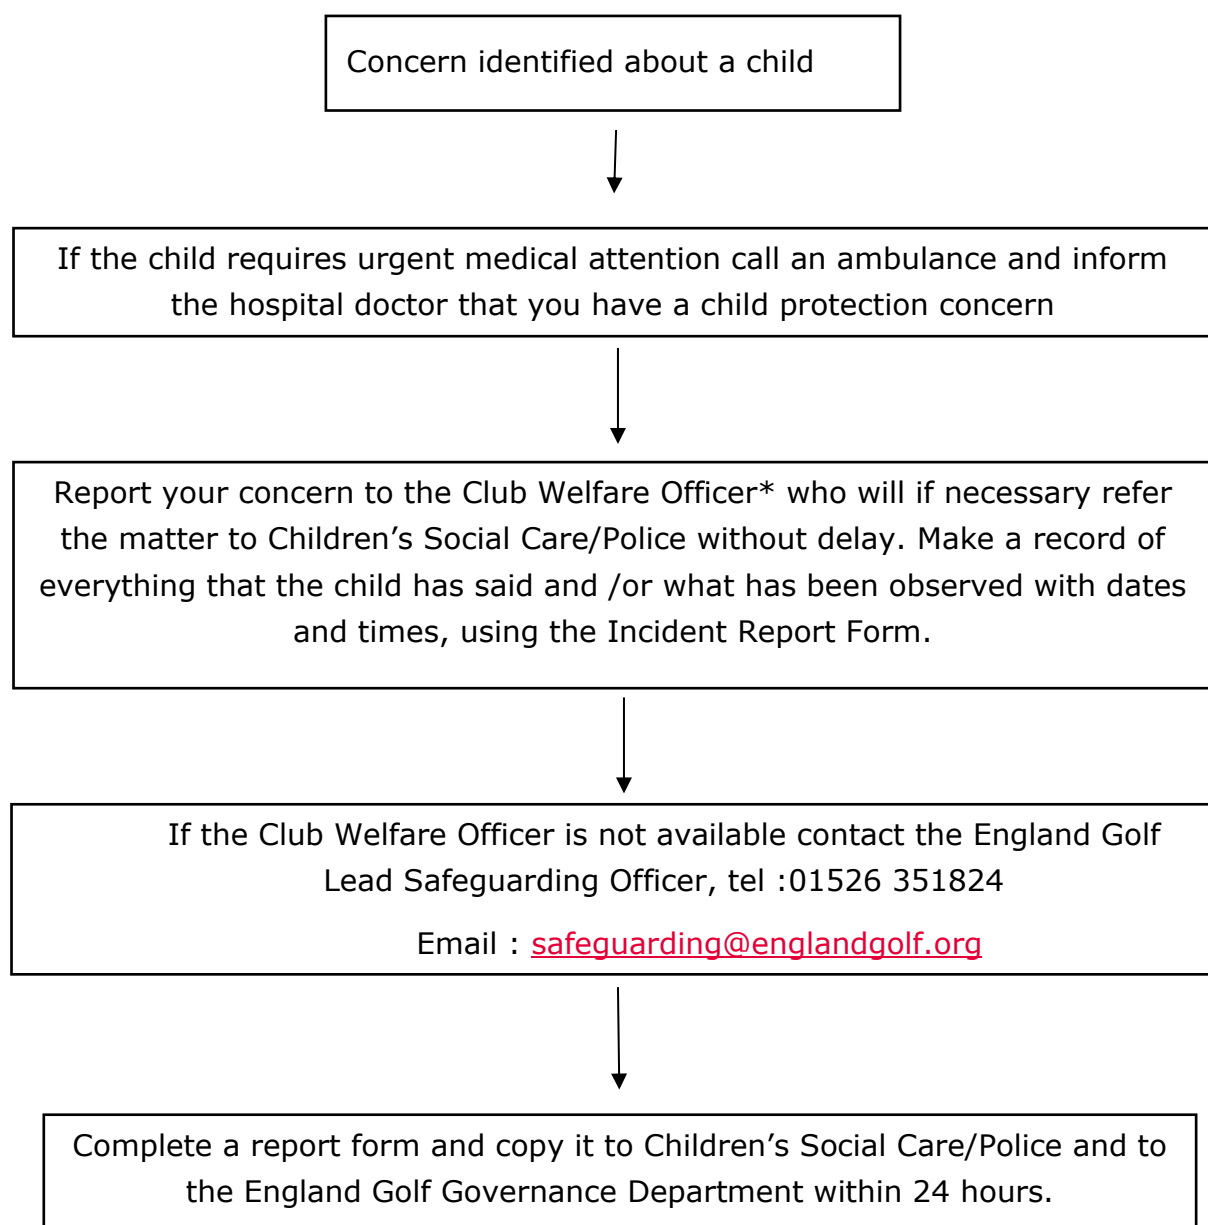 Concern identified about a child
If the child requires urgent medical attention call an ambulance and inform
the hospital doctor that you have a child protection concern
Report your concern to the Club Welfare Officer* who will if necessary refer
the matter to Children’s Social Care/Police without delay. Make a record of
everything that the child has said and /or what has been observed with dates
and times, using the Incident Report Form.
If the Club Welfare Officer is not available contact the England Golf
Lead Safeguarding Officer, tel :01526 351824
Email : safeguarding@englandgolf.org
Complete a report form and copy it to Children’s Social Care/Police and to
the England Golf Governance Department within 24 hours.